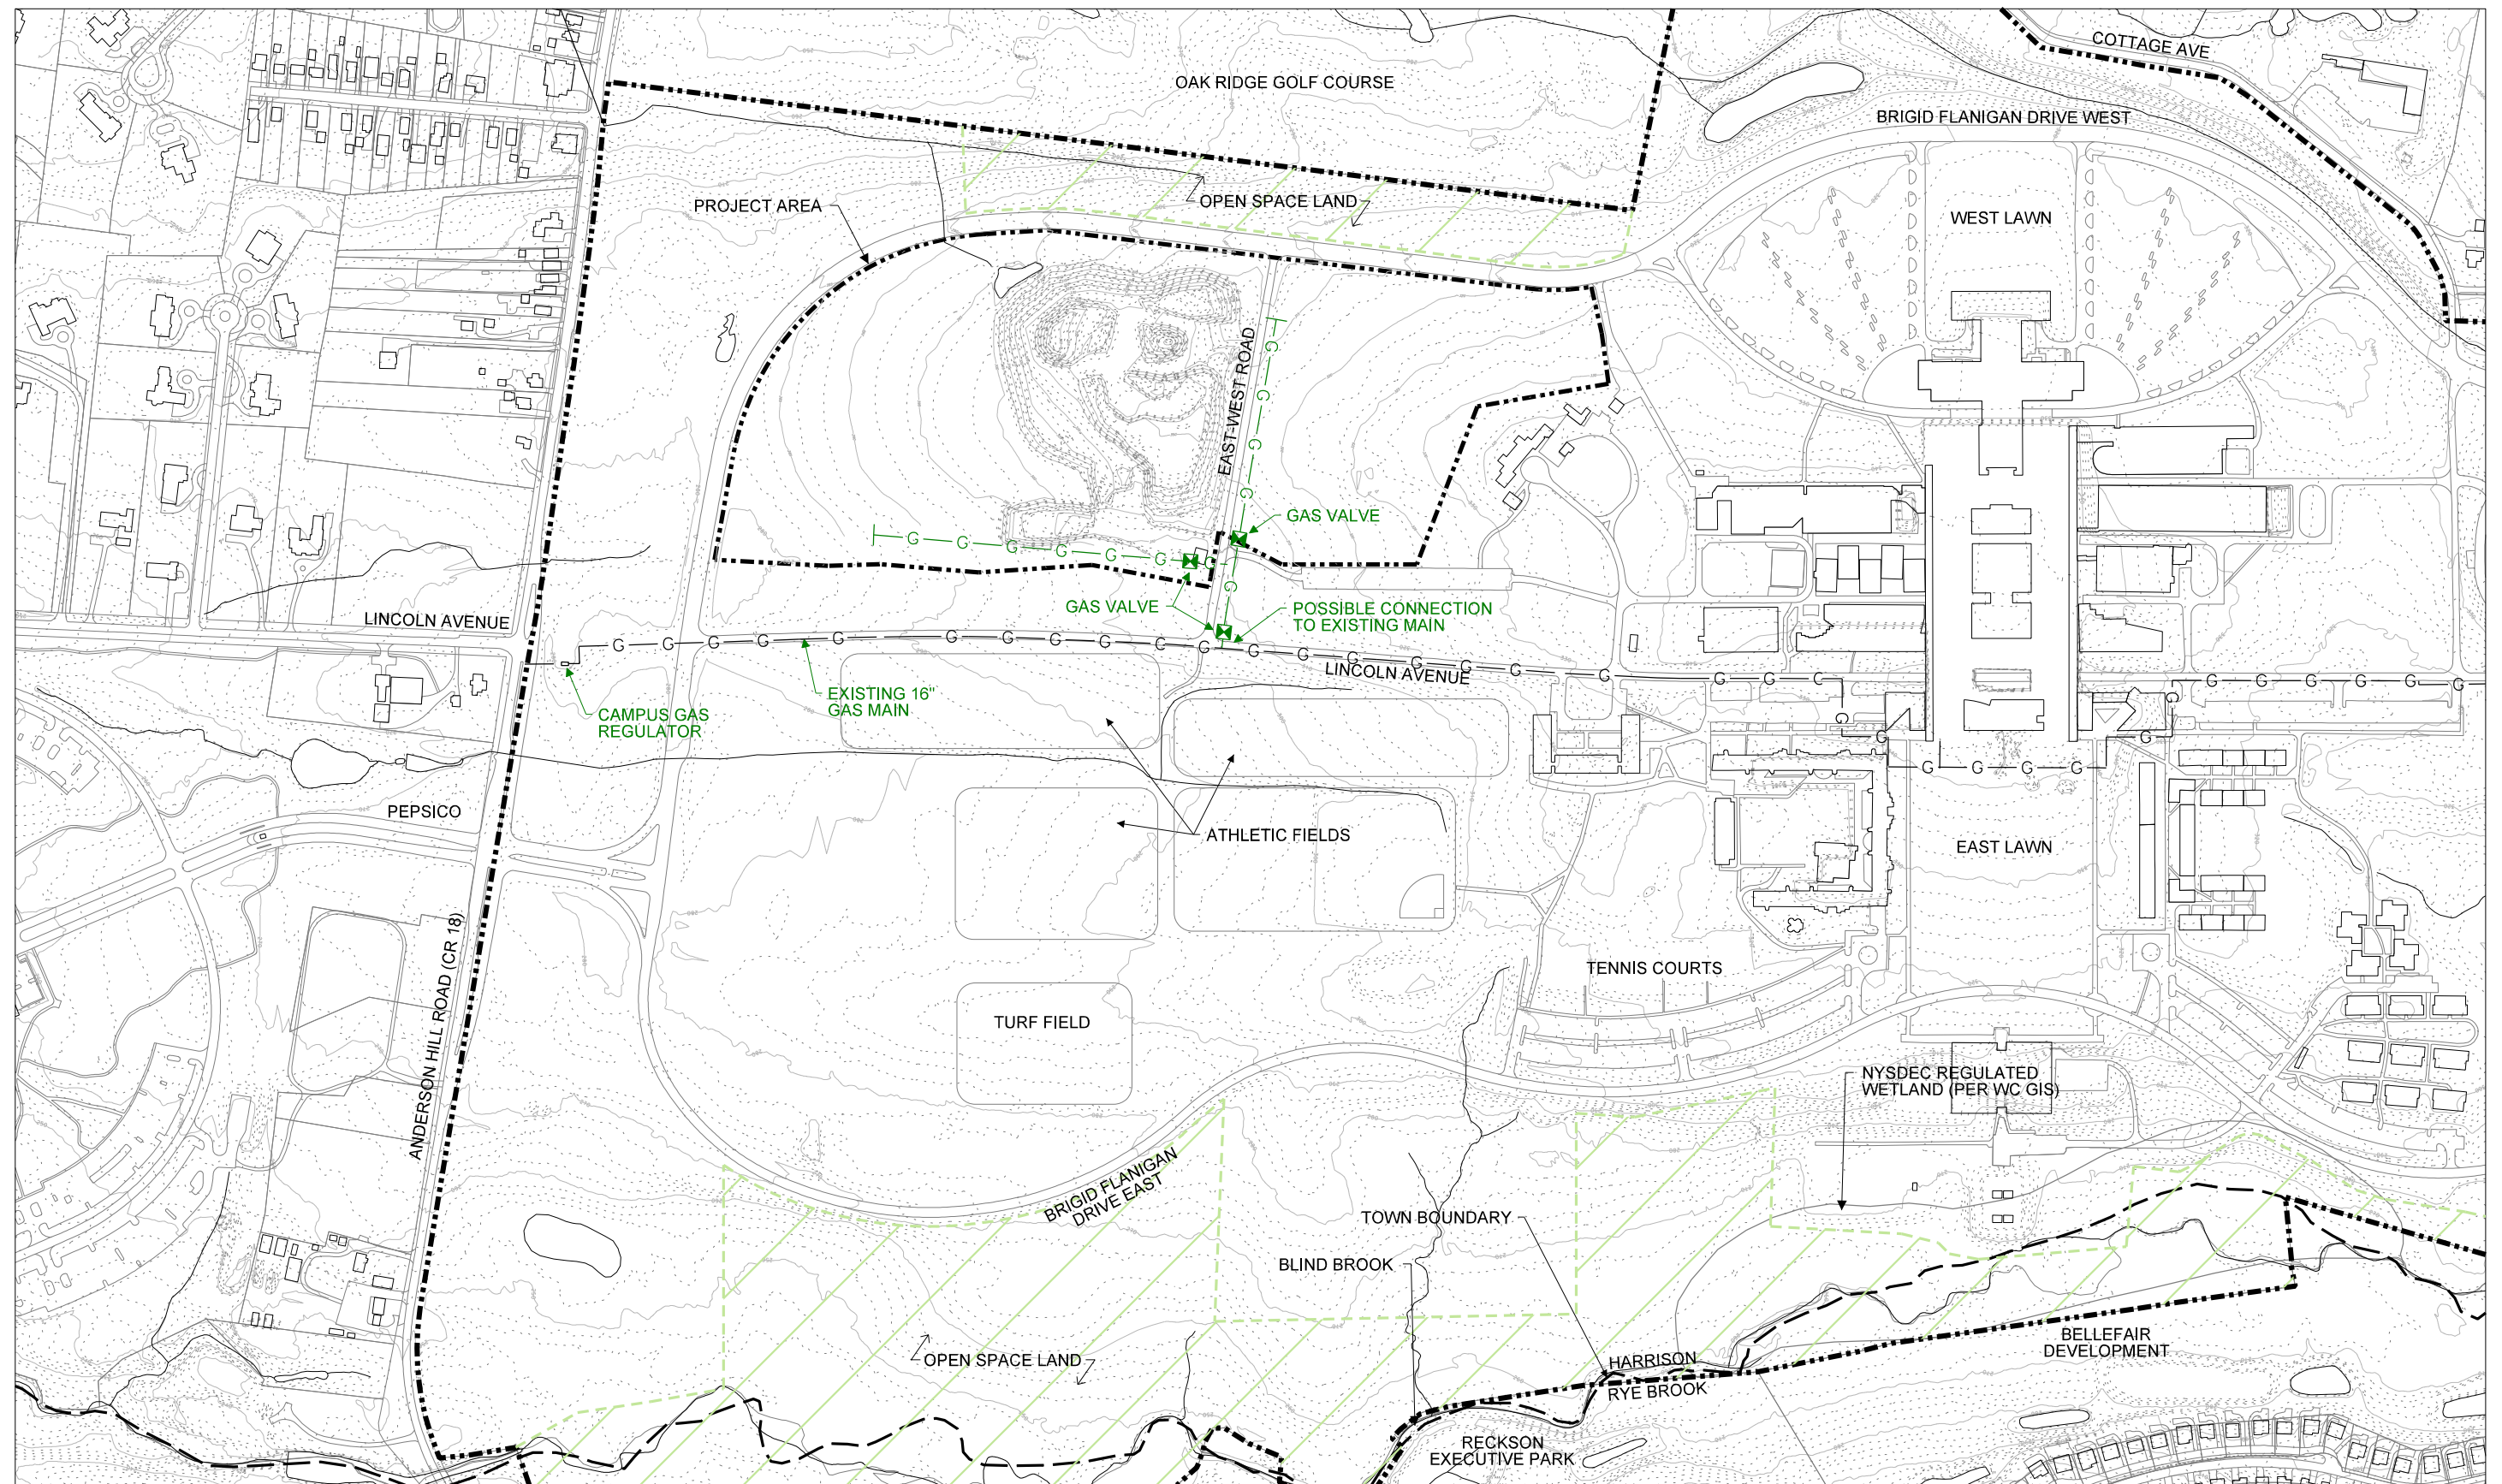 COTTAGE AVE
OAK RIDGE GOLF COURSE
BRIGID FLANIGAN DRIVE WEST
PROJECT AREA
OPEN SPACE LAND
WEST LAWN
EAST-WEST ROAD
G
G
G
G
G
GAS VALVE
G G G G G G G
G
GAS VALVE
POSSIBLE CONNECTION
TO EXISTING MAIN
LINCOLN AVENUE
G G G G G G G G G G G G G G G G G G G G G G
LINCOLN AVENUE
G G G G G G
EXISTING 16"
GAS MAIN
CAMPUS GAS
REGULATOR
G G
G G
G G G G
PEPSICO
ATHLETIC FIELDS
EAST LAWN
ANDERSON HILL ROAD (CR 18)
TENNIS COURTS
TURF FIELD
NYSDEC REGULATED
WETLAND (PER WC GIS)
BRIGID FLANIGAN
DRIVE EAST
TOWN BOUNDARY
BLIND BROOK
OPEN SPACE LAND
HARRISON
RYE BROOK
BELLEFAIR
DEVELOPMENT
RECKSON
EXECUTIVE PARK